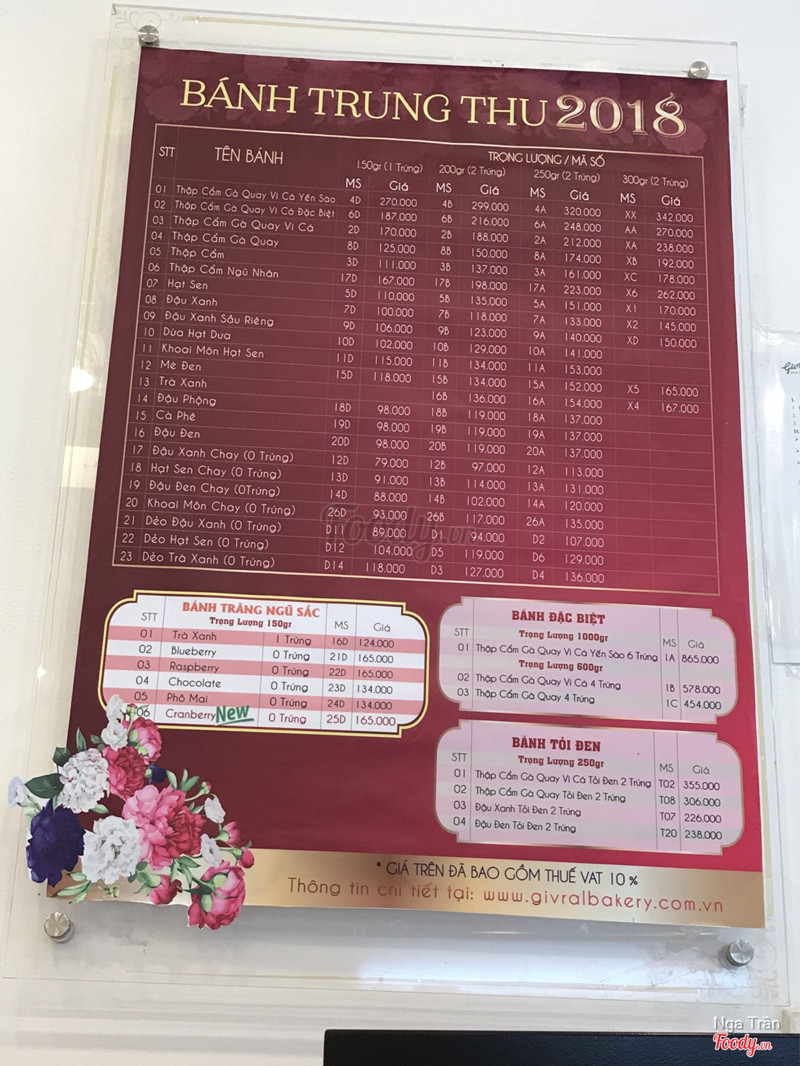 BÁNH TRUNG THU 2018
STT TÊN BÁNH TRỌNG LƯỢNG / MÃ SỐ
150gr (1 Trứng) 200gr (2 Trứng) 250gr (2 Trứng) 300gr (2 Trứng)
MS Giá MS Giá MS Giá MS Giá
01 Thập Cẩm Gà Quay Vi Cá Yến Sào 4D 270.000 4B 299.000 4A 320.000 XX 342.000
02 Thập Cẩm Gà Quay Vi Cá Đặc Biệt 6D 187.000 6B 216.000 6A 248.000 AA 270.000
03 Thập Cẩm Gà Quay Vi Cá 2D 170.000 2B 188.000 2A 212.000 XA 238.000
04 Thập Cẩm Gà Quay 8D 125.000 8B 150.000 8A 174.000 XB 192.000
05 Thập Cẩm 3D 111.000 3B 137.000 3A 161.000 XC 178.000
06 Thập Cẩm Ngũ Nhân 17D 167.000 17B 198.000 17A 223.000 X6 262.000
07 Hạt Sen 5D 110.000 5B 135.000 5A 151.000 X1 170.000
08 Đậu Xanh 7D 100.000 7B 118.000 7A 133.000 X2 145.000
09 Đậu Xanh Sầu Riêng 9D 106.000 9B 123.000 9A 140.000 XD 150.000
10 Dừa Hạt Dưa 10D 102.000 10B 129.000 10A 141.000
11 Khoai Môn Hạt Sen 11D 115.000 11B 134.000 11A 153.000
12 Mè Đen 15D 118.000 15B 134.000 15A 152.000 X5 165.000
13 Trà Xanh 16B 136.000 16A 154.000 X4 167.000
14 Đậu Phộng 18D 98.000 18B 119.000 18A 137.000
15 Cà Phê 19D 98.000 19B 119.000 19A 137.000
16 Đậu Đen 20D 98.000 20B 119.000 20A 137.000
17 Đậu Xanh Chay (0 Trứng) 12D 79.000 12B 97.000 12A 113.000
18 Hạt Sen Chay (0 Trứng) 13D 91.000 13B 114.000 13A 131.000
19 Đậu Đen Chay (0Trứng) 14D 88.000 14B 102.000 14A 120.000
20 Khoai Môn Chay (0 Trứng) 26D 93.000 26B 117.000 26A 135.000
21 Dẻo Đậu Xanh (0 Trứng) D11 89.000 D1 94.000 D2 107.000
22 Dẻo Hạt Sen (0 Trứng) D12 104.000 D5 119.000 D6 129.000
23 Dẻo Trà Xanh (0 Trứng) D14 118.000 D3 127.000 D4 136.000
Foody.vn
BÁNH TRĂNG NGŨ SẮC
STT Trọng Lượng 150gr MS Giá
01 Trà Xanh 1 Trứng 16D 124.000
02 Blueberry 0 Trứng 21D 165.000
03 Raspberry 0 Trứng 22D 165.000
04 Chocolate 0 Trứng 23D 134.000
05 Phô Mai 0 Trứng 24D 134.000
06 Cranberry New 0 Trứng 25D 165.000
BÁNH ĐẶC BIỆT
STT Trọng Lượng 1000gr MS Giá
01 Thập Cẩm Gà Quay Vi Cá Yến Sào 6 Trứng 1A 865.000
Trọng Lượng 600gr
02 Thập Cẩm Gà Quay Vi Cá 4 Trứng 1B 578.000
03 Thập Cẩm Gà Quay 4 Trứng 1C 454.000
BÁNH TỎI ĐEN
STT Trọng Lượng 250gr MS Giá
01 Thập Cẩm Gà Quay Vi Cá Tỏi Đen 2 Trứng T02 355.000
02 Thập Cẩm Gà Quay Tỏi Đen 2 Trứng T08 306.000
03 Đậu Xanh Tỏi Đen 2 Trứng T07 226.000
04 Đậu Đen Tỏi Đen 2 Trứng T20 238.000
* GIÁ TRÊN ĐÃ BAO GỒM THUẾ VAT 10 %
Thông tin chi tiết tại: www.givralbakery.com.vn
Nga Trần
Foody.vn